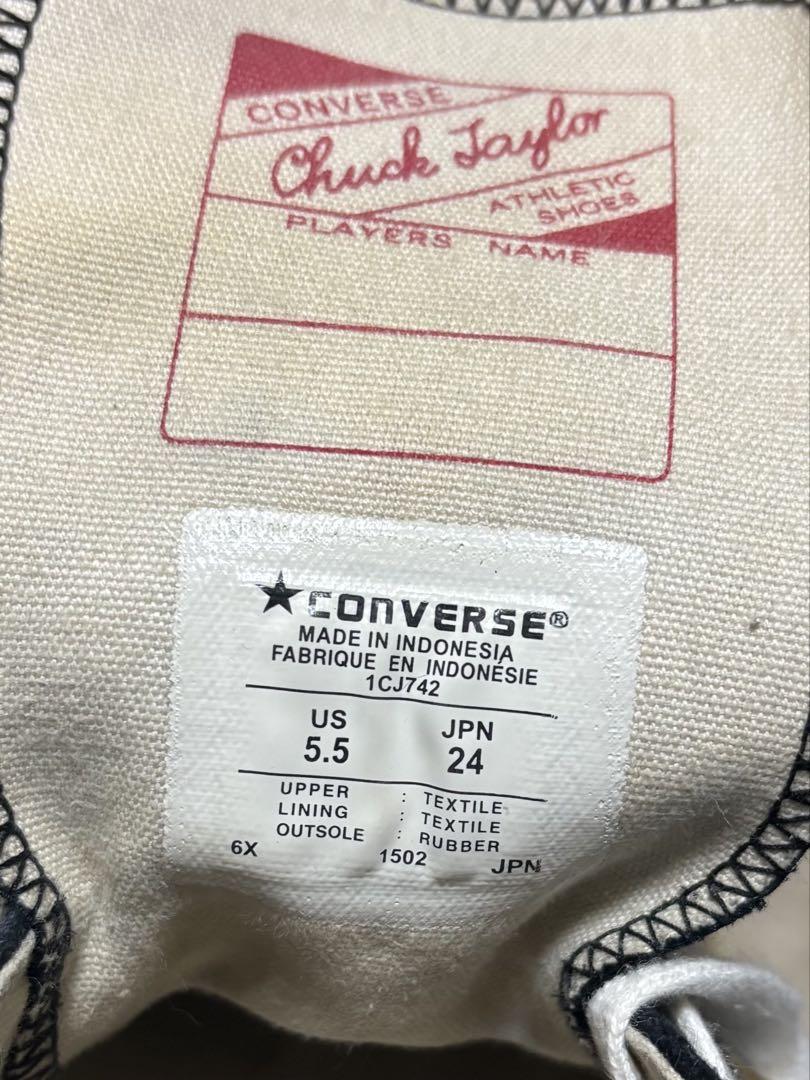 CONVERSE
Chuck Taylor
ATHLETIC
SHOES
PLAYERS NAME
CONVERSE®
MADE IN INDONESIA
FABRIQUE EN INDONÉSIE
1CJ742
US JPN
5.5 24
UPPER : TEXTILE
LINING : TEXTILE
OUTSOLE : RUBBER
6X 1502 JPN